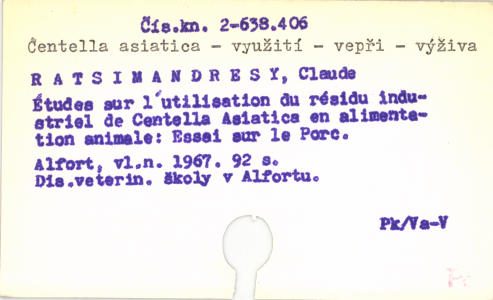 Čís.kn. 2-638.406
Centella asiatica - využití - vepři - výživa
R A T S I M A N D R E S Y, Claude
Études sur l'utilisation du résidu indu-
striel de Centella Asiatica en alimenta-
tion animale: Essai sur le Porc.
Alfort, vl.n. 1967. 92 s.
Dis.veterin. školy v Alfortu.
Pk/Va-V